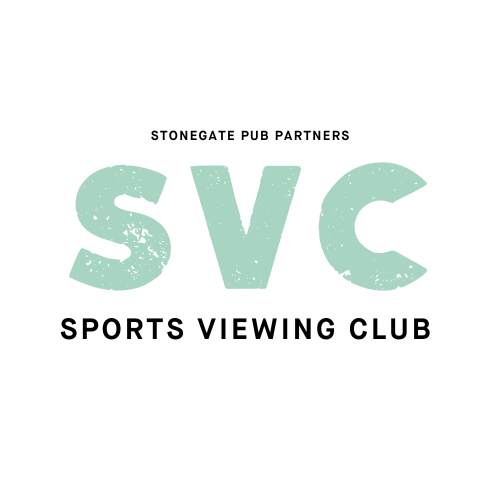 STONEGATE PUB PARTNERS
SVC
SPORTS VIEWING CLUB